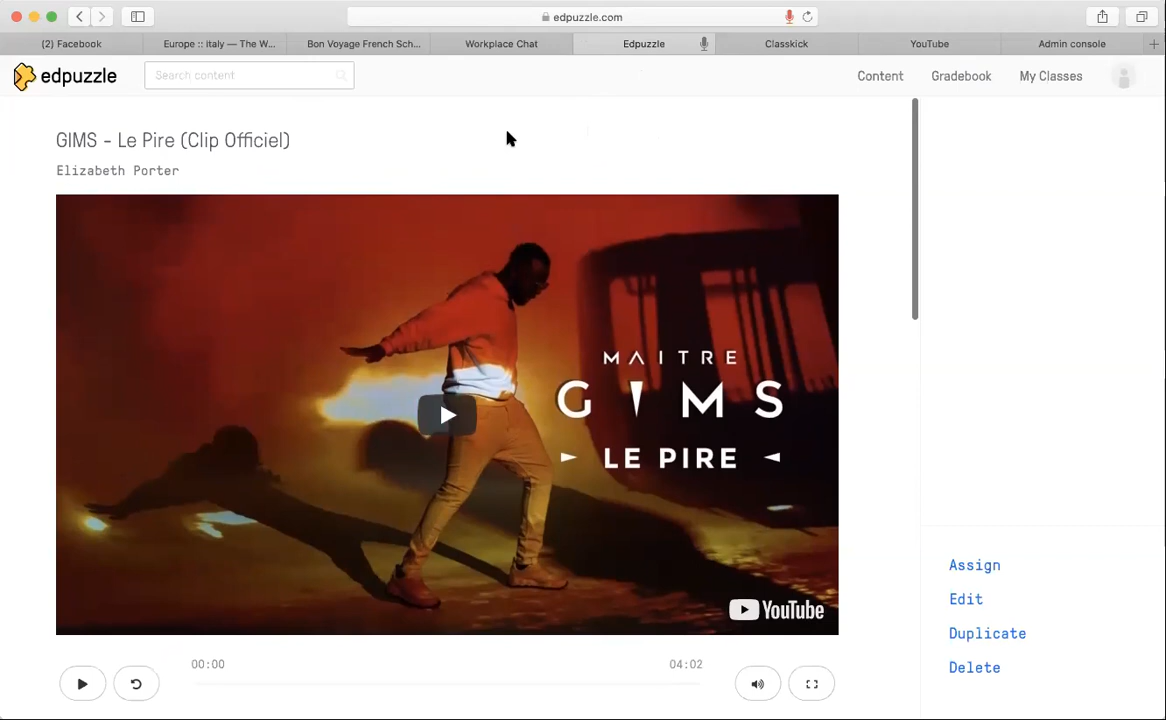 edpuzzle.com
(2) Facebook
Europe :: Italy — The W...
Bon Voyage French Sch...
Workplace Chat
Edpuzzle
Classkick
YouTube
Admin console
edpuzzle
Search content
Content
Gradebook
My Classes
GIMS - Le Pire (Clip Officiel)
Elizabeth Porter
MAITRE
GIMS
LE PIRE
YouTube
Assign
Edit
Duplicate
Delete
00:00
04:02